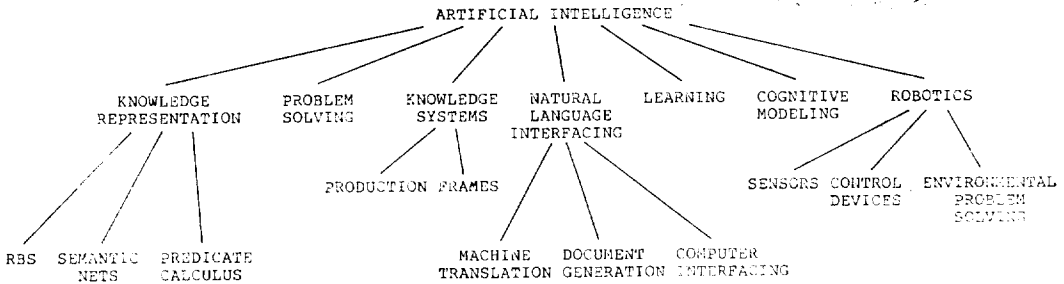 ARTIFICIAL INTELLIGENCE
KNOWLEDGE PROBLEM KNOWLEDGE NATURAL LEARNING COGNITIVE ROBOTICS
REPRESENTATION SOLVING SYSTEMS LANGUAGE MODELING
INTERFACING
PRODUCTION FRAMES SENSORS CONTROL ENVIRONMENTAL
DEVICES PROBLEM
SOLVING
RBS SEMANTIC PREDICATE MACHINE DOCUMENT COMPUTER
NETS CALCULUS TRANSLATION GENERATION INTERFACING